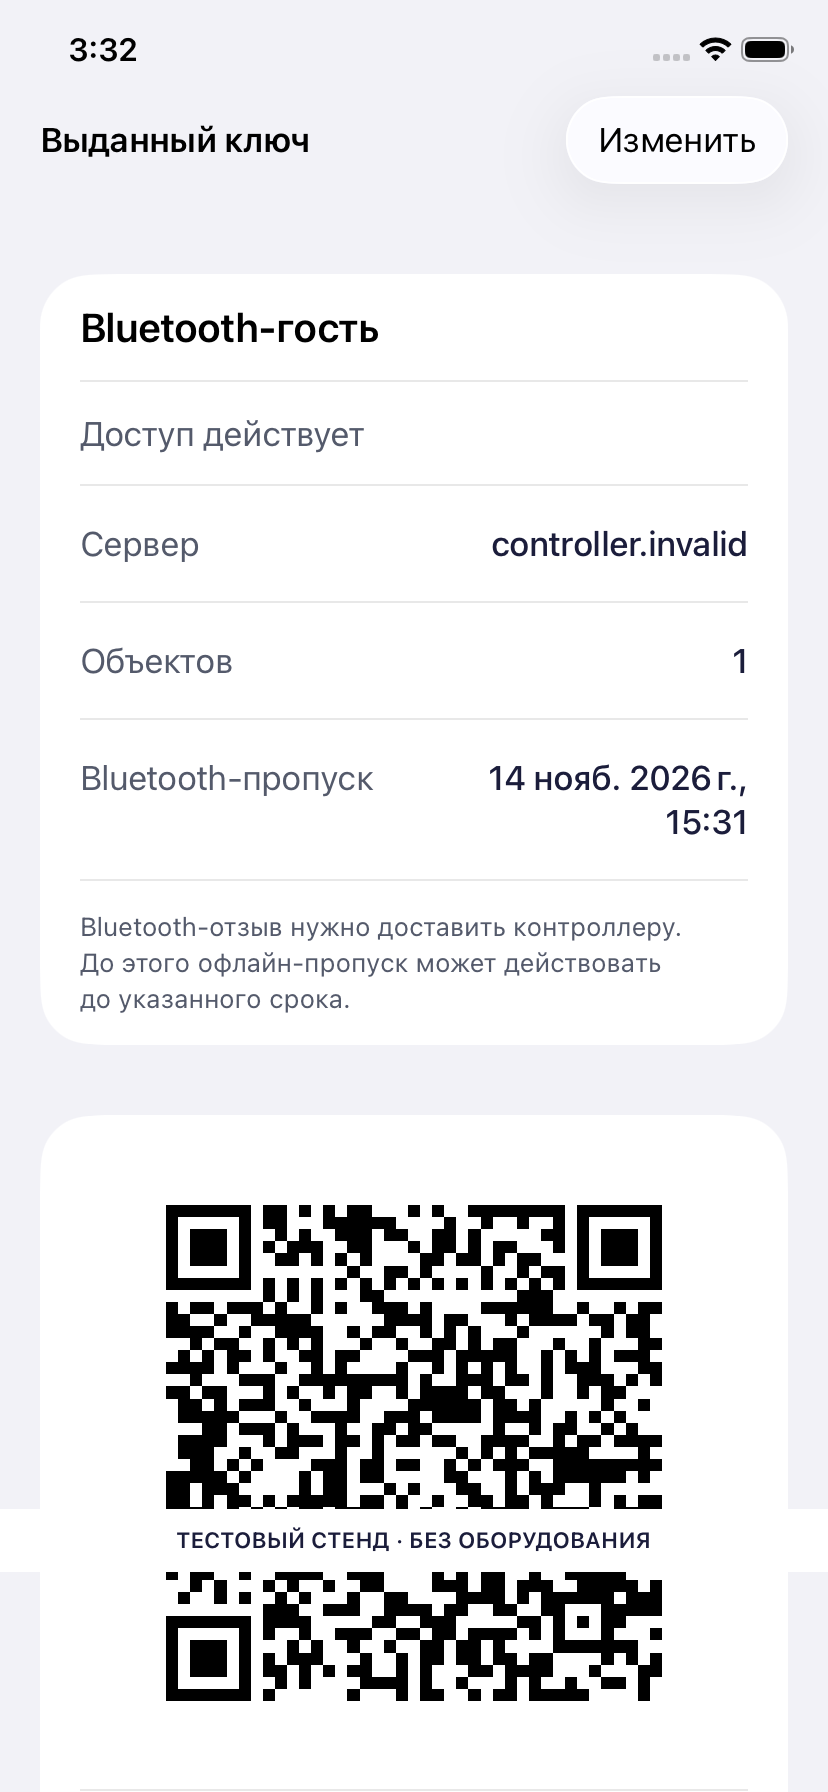 3:32
Выданный ключ
Изменить
Bluetooth-гость
Доступ действует
Сервер controller.invalid
Объектов 1
Bluetooth-пропуск 14 нояб. 2026 г.,
15:31
Bluetooth-отзыв нужно доставить контроллеру.
До этого офлайн-пропуск может действовать
до указанного срока.
ТЕСТОВЫЙ СТЕНД · БЕЗ ОБОРУДОВАНИЯ